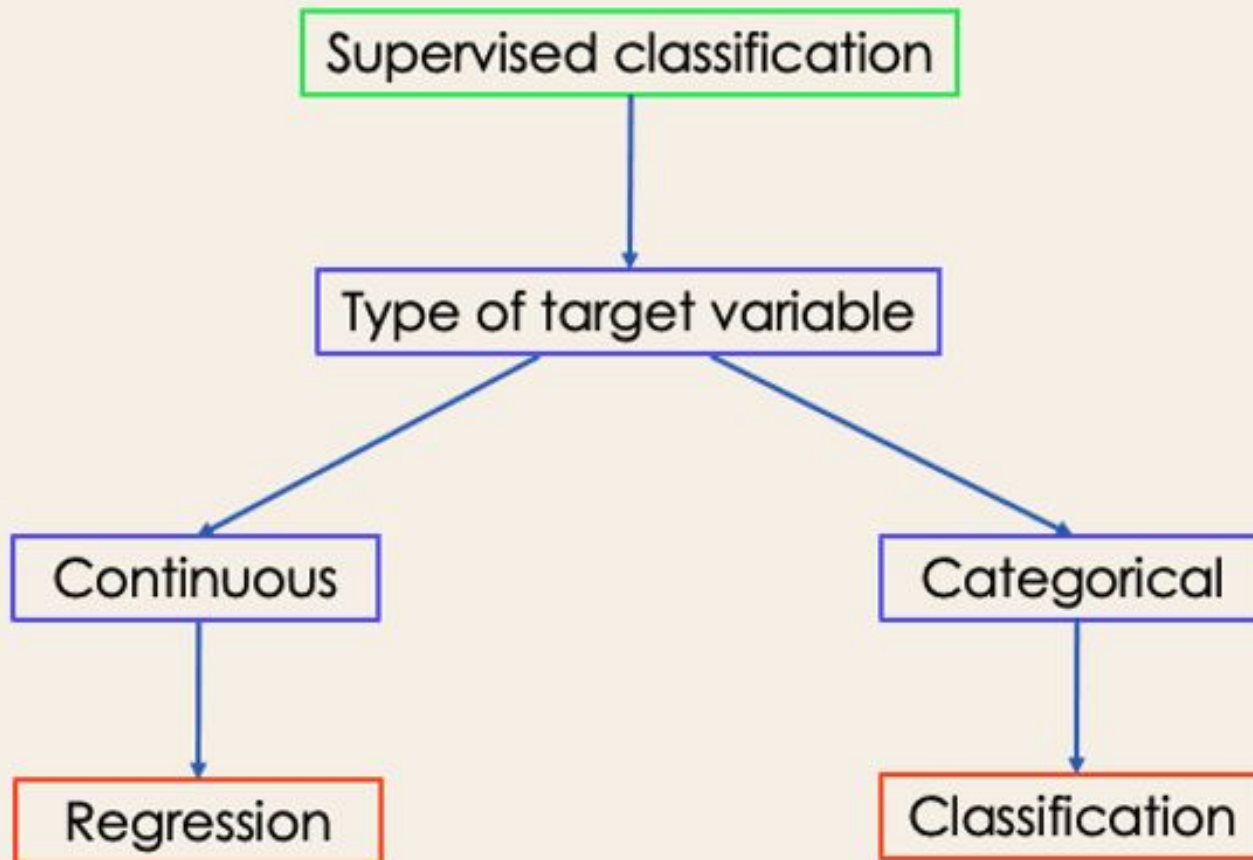 Supervised classification
Type of target variable
Continuous
Categorical
Regression
Classification